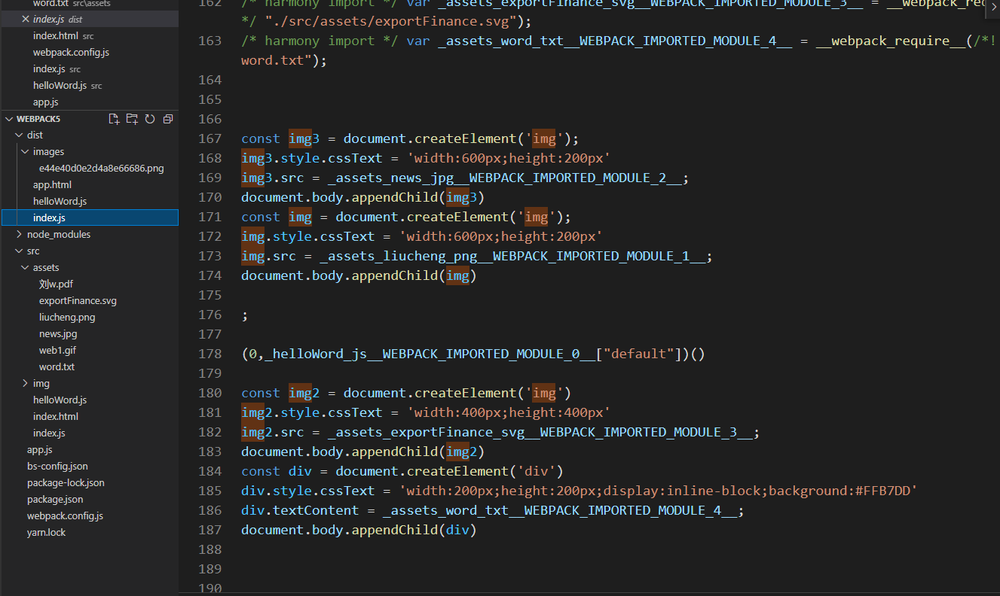 word.txt src\assets
index.js dist
index.html src
webpack.config.js
index.js src
helloWord.js src
app.js
WEBPACK5
dist
images
e44e40d0e2d4a8e66686.png
app.html
helloWord.js
index.js
node_modules
src
assets
刘w.pdf
exportFinance.svg
liucheng.png
news.jpg
web1.gif
word.txt
img
helloWord.js
index.html
index.js
app.js
bs-config.json
package-lock.json
package.json
webpack.config.js
yarn.lock
162 /* harmony import */ var _assets_exportFinance_svg__WEBPACK_IMPORTED_MODULE_3__ = __webpack_req
*/ "./src/assets/exportFinance.svg");
163 /* harmony import */ var _assets_word_txt__WEBPACK_IMPORTED_MODULE_4__ = __webpack_require__(/*!
word.txt");
164
165
166
167 const img3 = document.createElement('img');
168 img3.style.cssText = 'width:600px;height:200px'
169 img3.src = _assets_news_jpg__WEBPACK_IMPORTED_MODULE_2__;
170 document.body.appendChild(img3)
171 const img = document.createElement('img');
172 img.style.cssText = 'width:600px;height:200px'
173 img.src = _assets_liucheng_png__WEBPACK_IMPORTED_MODULE_1__;
174 document.body.appendChild(img)
175
176 ;
177
178 (0,_helloWord_js__WEBPACK_IMPORTED_MODULE_0__["default"])()
179
180 const img2 = document.createElement('img')
181 img2.style.cssText = 'width:400px;height:400px'
182 img2.src = _assets_exportFinance_svg__WEBPACK_IMPORTED_MODULE_3__;
183 document.body.appendChild(img2)
184 const div = document.createElement('div')
185 div.style.cssText = 'width:200px;height:200px;display:inline-block;background:#FFB7DD'
186 div.textContent = _assets_word_txt__WEBPACK_IMPORTED_MODULE_4__;
187 document.body.appendChild(div)
188
189
190